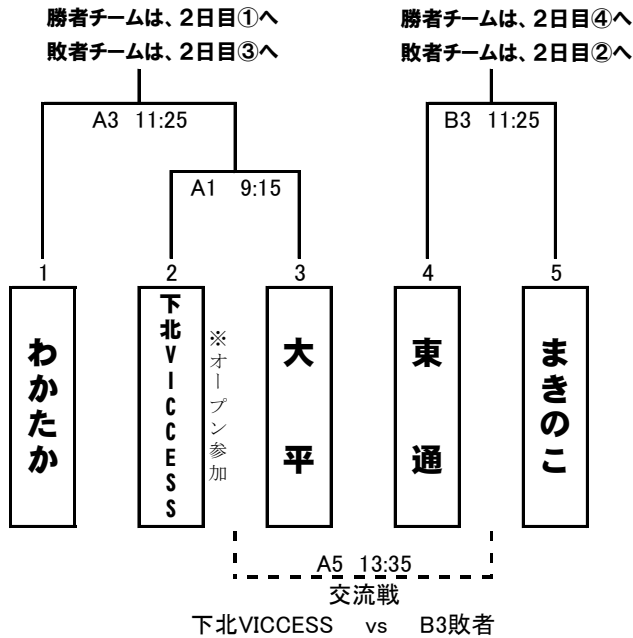 勝者チームは、2日目①へ
敗者チームは、2日目③へ
勝者チームは、2日目④へ
敗者チームは、2日目②へ
A3 11:25
B3 11:25
A1 9:15
1
2
3
4
5
わかたか
下北VICCESS
※オープン参加
大平
東通
まきのこ
A5 13:35
交流戦
下北VICCESS vs B3敗者